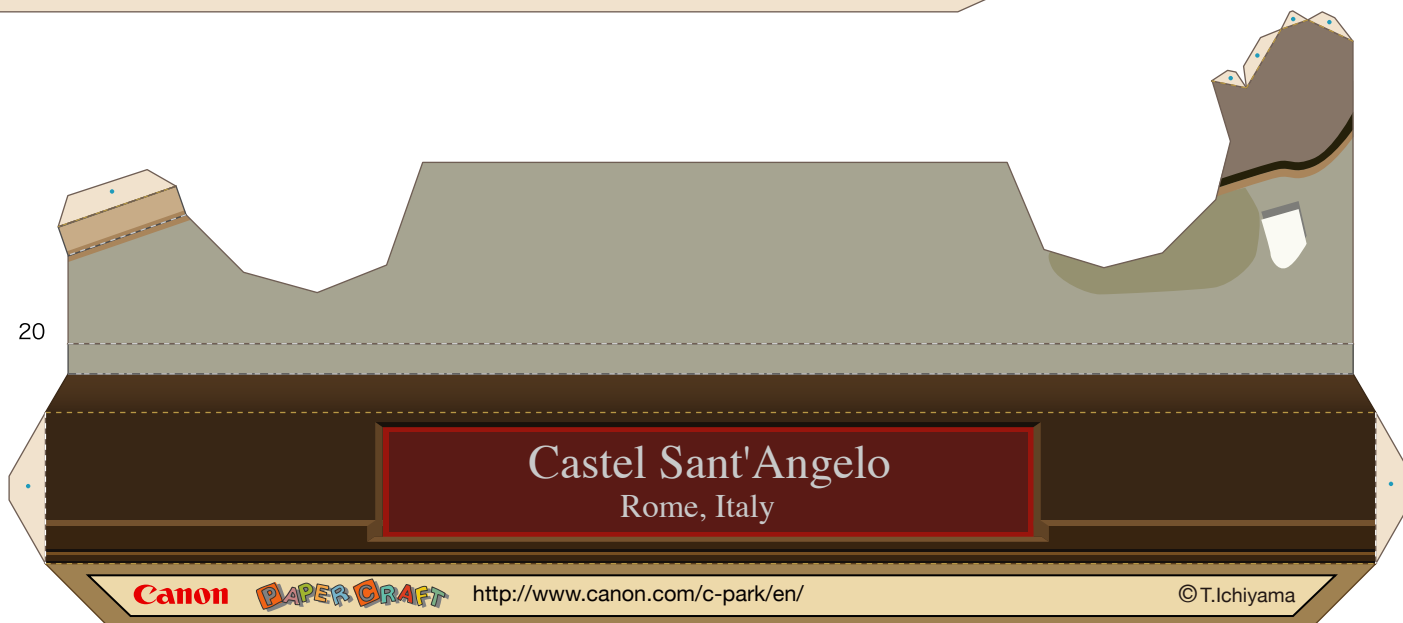 20
Castel Sant'Angelo
Rome, Italy
Canon PAPER CRAFT http://www.canon.com/c-park/en/ ©T.Ichiyama